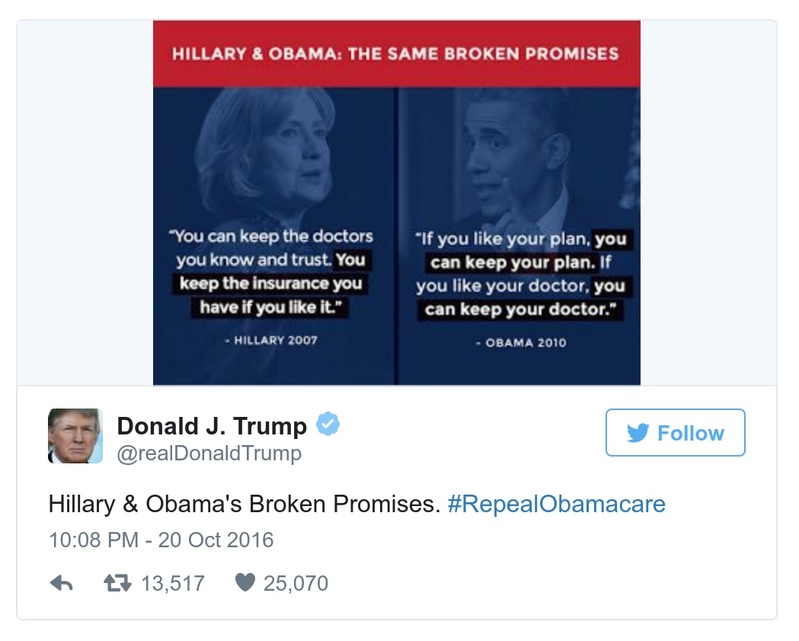 HILLARY & OBAMA: THE SAME BROKEN PROMISES
“You can keep the doctors
you know and trust. You
keep the insurance you
have if you like it.”
- HILLARY 2007
“If you like your plan, you
can keep your plan. If
you like your doctor, you
can keep your doctor.”
- OBAMA 2010
Donald J. Trump
@realDonaldTrump
Follow
Hillary & Obama's Broken Promises. #RepealObamacare
10:08 PM - 20 Oct 2016
13,517 25,070